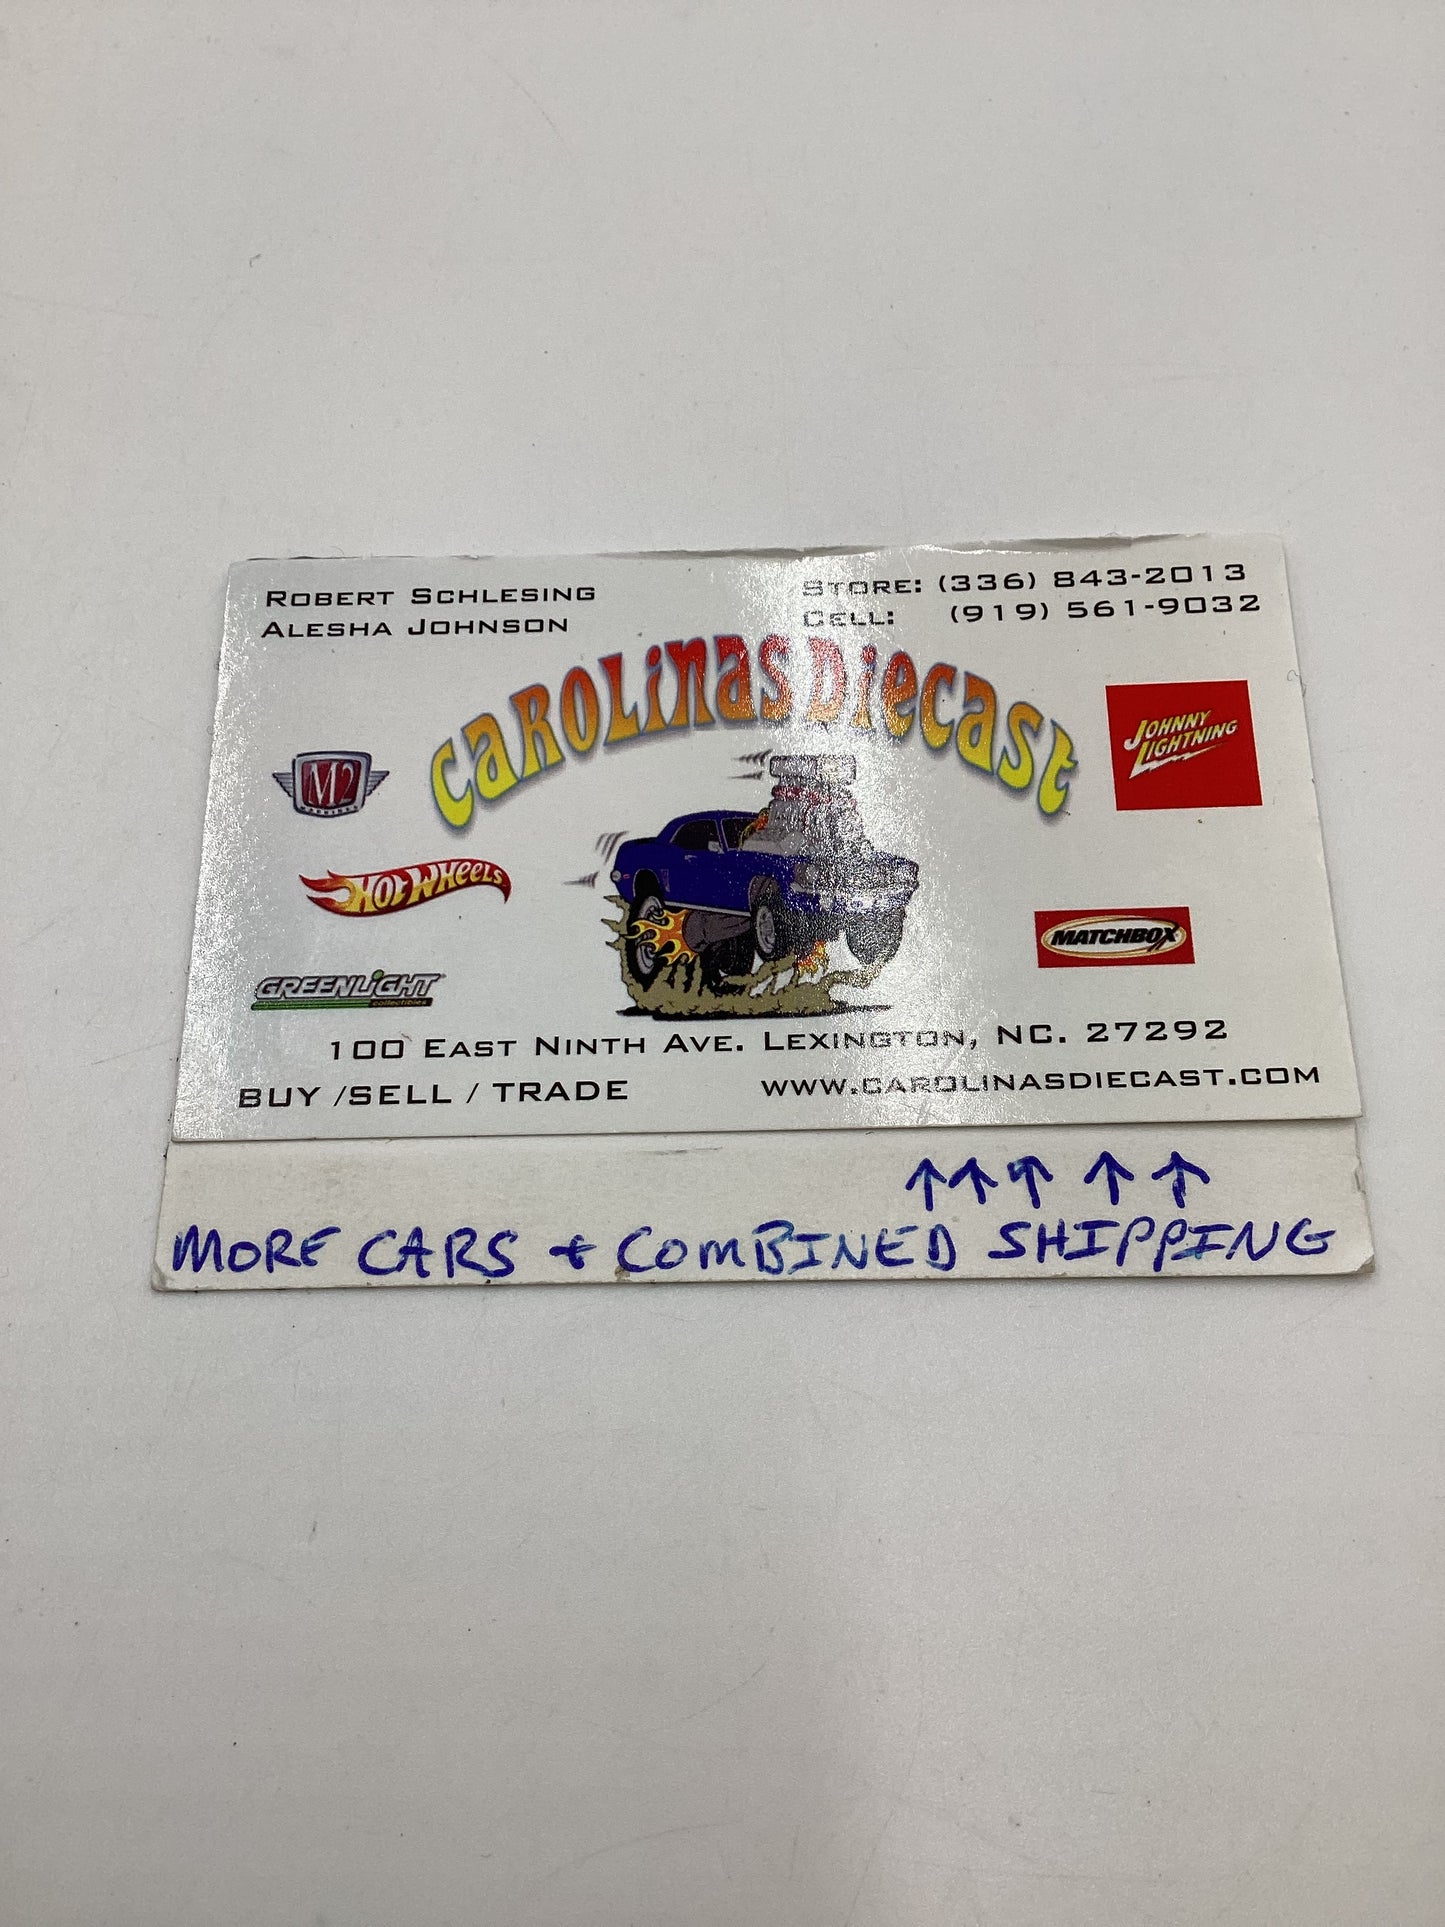 ROBERT SCHLESING
ALESHA JOHNSON
STORE: (336) 843-2013
CELL: (919) 561-9032
CAROLINAS DIECAST
M2
MACHINES
JOHNNY
LIGHTNING
HOT WHEELS
MATCHBOX
GREENLIGHT
collectibles
100 EAST NINTH AVE. LEXINGTON, NC. 27292
BUY /SELL / TRADE
WWW.CAROLINASDIECAST.COM
↑↑↑ ↑ ↑
MORE CARS + COMBINED SHIPPING